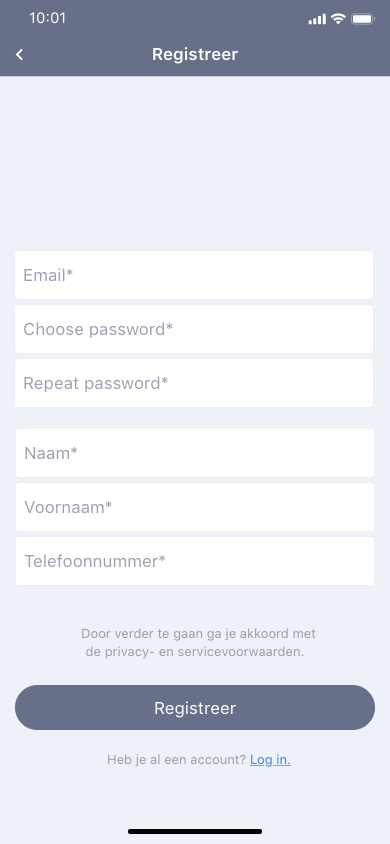 10:01
Registreer
Email*
Choose password*
Repeat password*
Naam*
Voornaam*
Telefoonnummer*
Door verder te gaan ga je akkoord met
de privacy- en servicevoorwaarden.
Registreer
Heb je al een account? Log in.